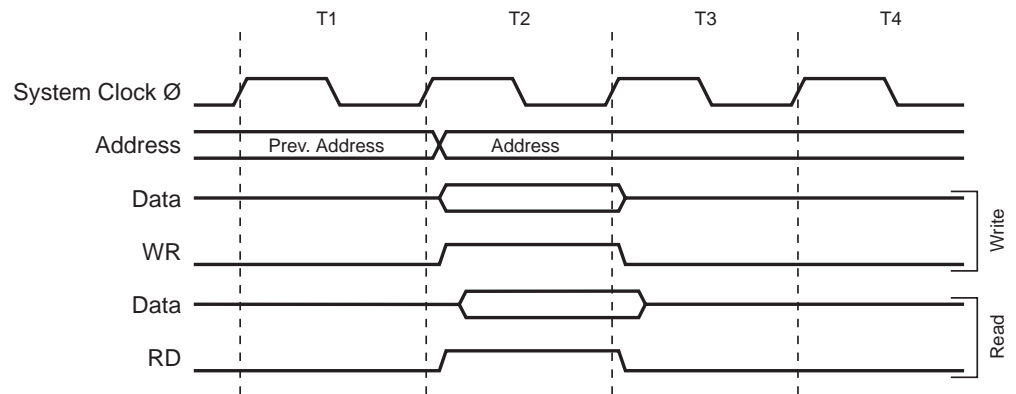 T1 T2 T3 T4
System Clock Ø
Address Prev. Address Address
Data
WR
Write
Data
RD
Read